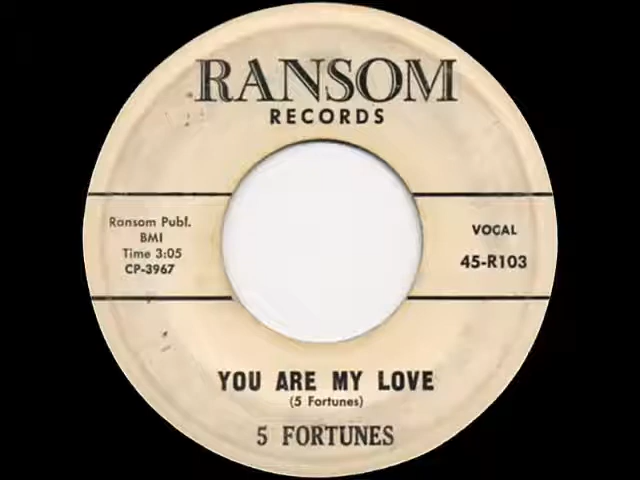 RANSOM
RECORDS
Ransom Publ.
BMI
Time 3:05
CP-3967
VOCAL
45-R103
YOU ARE MY LOVE
(5 Fortunes)
5 FORTUNES